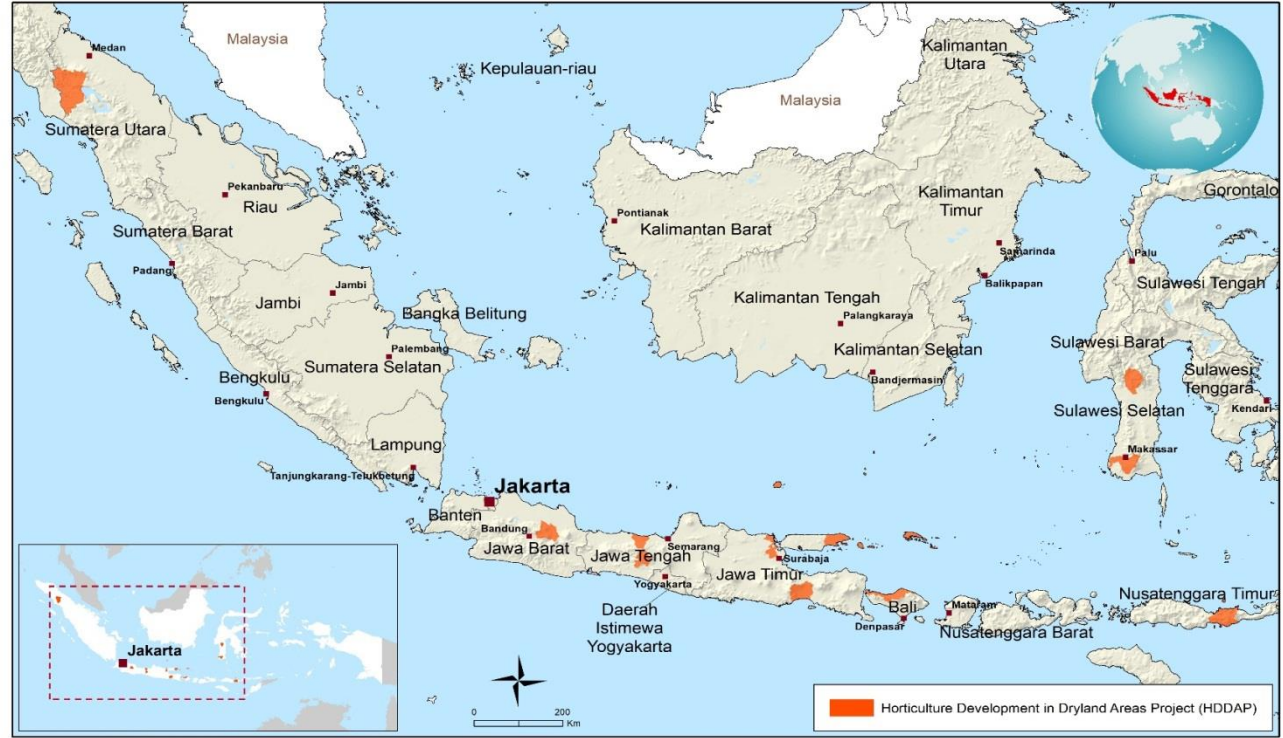 Medan
Malaysia
Kepulauan-riau
Kalimantan
Utara
Malaysia
Sumatera Utara
Pekanbaru
Riau
Sumatera Barat
Padang
Pontianak
Kalimantan Barat
Kalimantan
Timur
Samarinda
Balikpapan
Gorontalo
Palu
Sulawesi Tengah
Jambi
Jambi
Bangka Belitung
Kalimantan Tengah
Palangkaraya
Kalimantan Selatan
Bandjermasin
Sulawesi Barat
Sulawesi
Tenggara
Kendari
Sulawesi Selatan
Makassar
Palembang
Sumatera Selatan
Bengkulu
Bengkulu
Lampung
Tanjungkarang-Telukbetung
Jakarta
Banten
Bandung
Jawa Barat
Jawa Tengah
Semarang
Yogyakarta
Daerah
Istimewa
Yogyakarta
Jawa Timur
Surabaja
Bali
Denpasar
Mataram
Nusatenggara Barat
Nusatenggara Timur
Jakarta
0 200
Km
Horticulture Development in Dryland Areas Project (HDDAP)